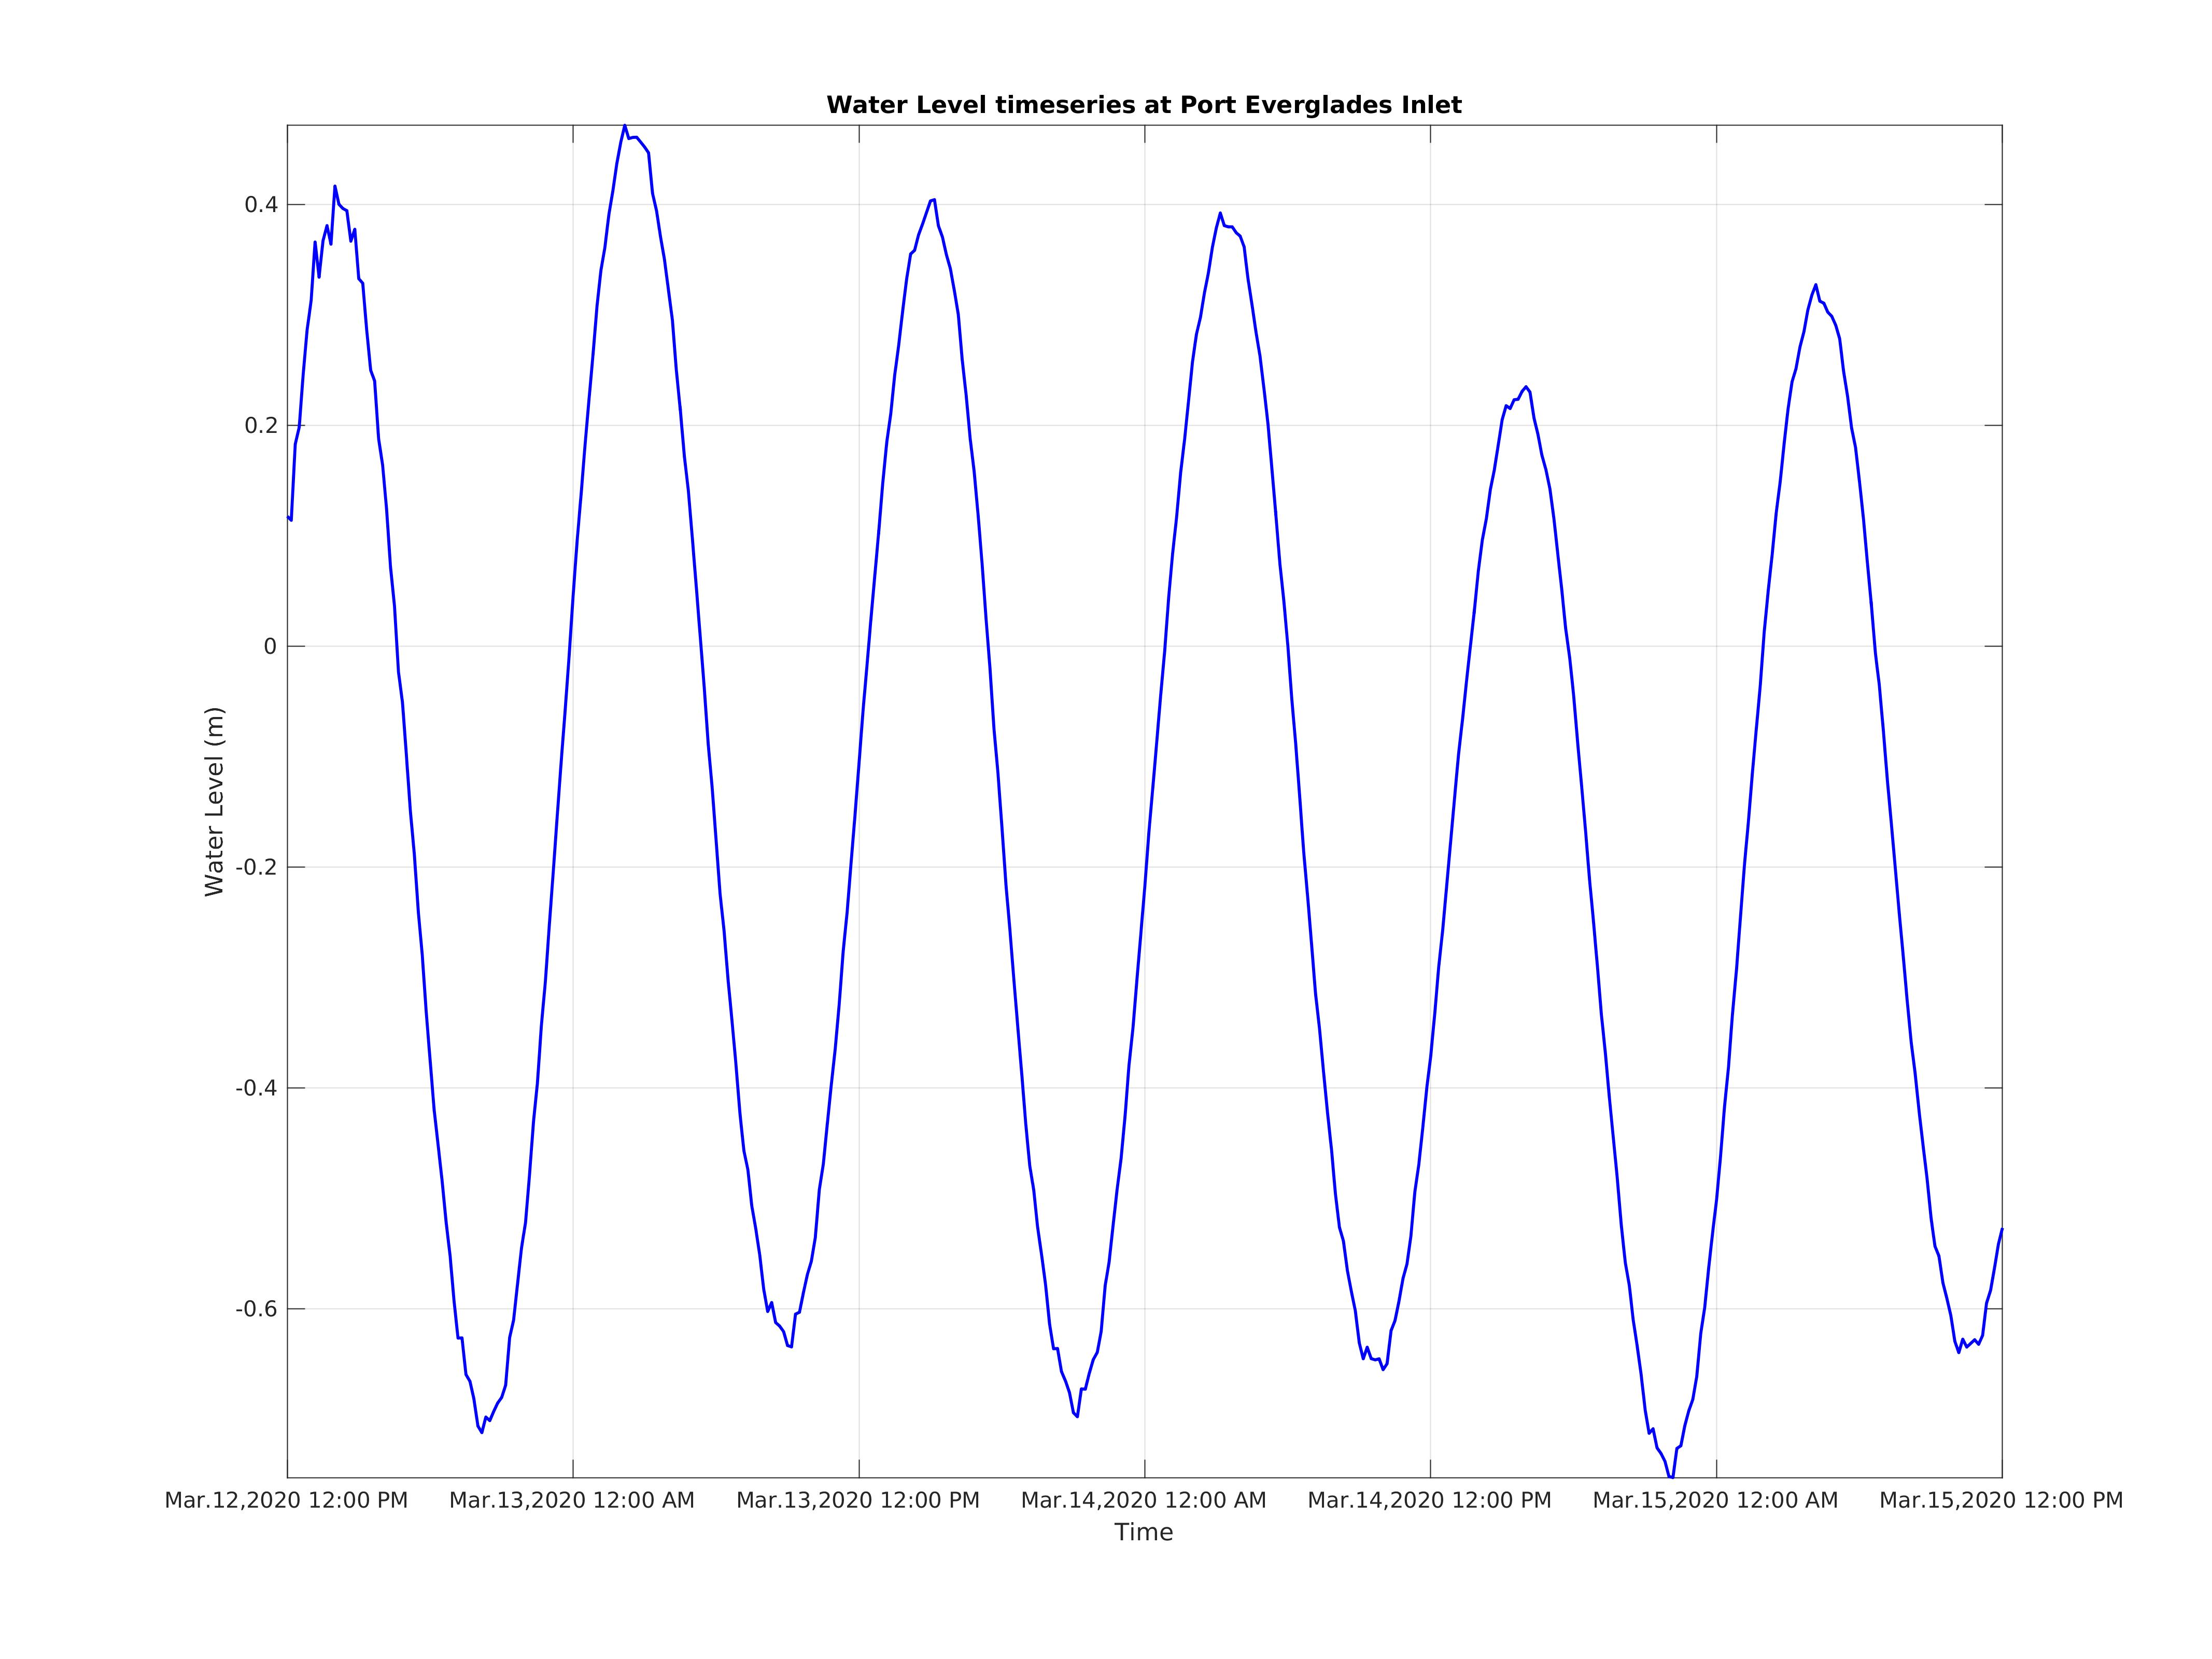 Water Level timeseries at Port Everglades Inlet
0.4
0.2
0
-0.2
-0.4
-0.6
Water Level (m)
Mar.12,2020 12:00 PM Mar.13,2020 12:00 AM Mar.13,2020 12:00 PM Mar.14,2020 12:00 AM Mar.14,2020 12:00 PM Mar.15,2020 12:00 AM Mar.15,2020 12:00 PM
Time